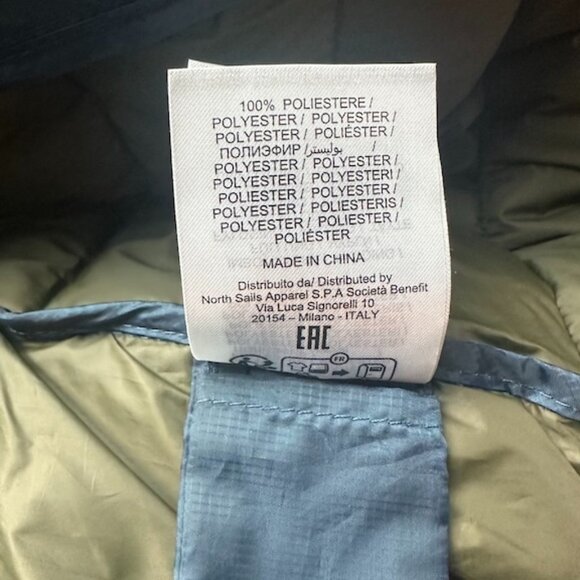 100% POLIESTERE /
POLYESTER / POLYESTER /
POLYESTER / POLIÉSTER /
ПОЛИЭФИР / بوليستر /
POLYESTER / POLYESTER /
POLYESTER / POLYESTERI /
POLIESTER / POLYESTER /
POLYESTER / POLIESTERIS /
POLYESTER / POLIESTER /
POLIÉSTER
MADE IN CHINA
Distribuito da/ Distributed by
North Sails Apparel S.P.A Società Benefit
Via Luca Signorelli 10
20154 – Milano - ITALY
EAC
FR